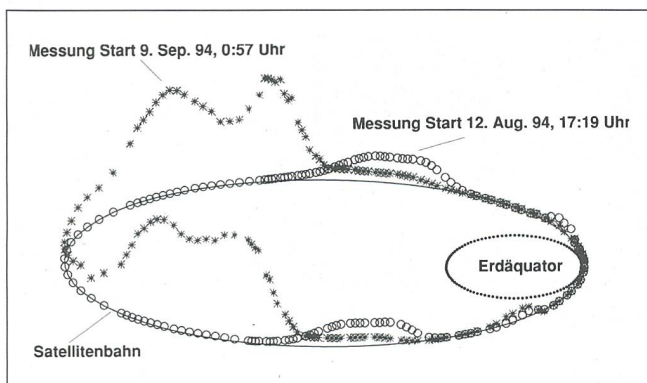 Messung Start 9. Sep. 94, 0:57 Uhr
Messung Start 12. Aug. 94, 17:19 Uhr
Erdäquator
Satellitenbahn